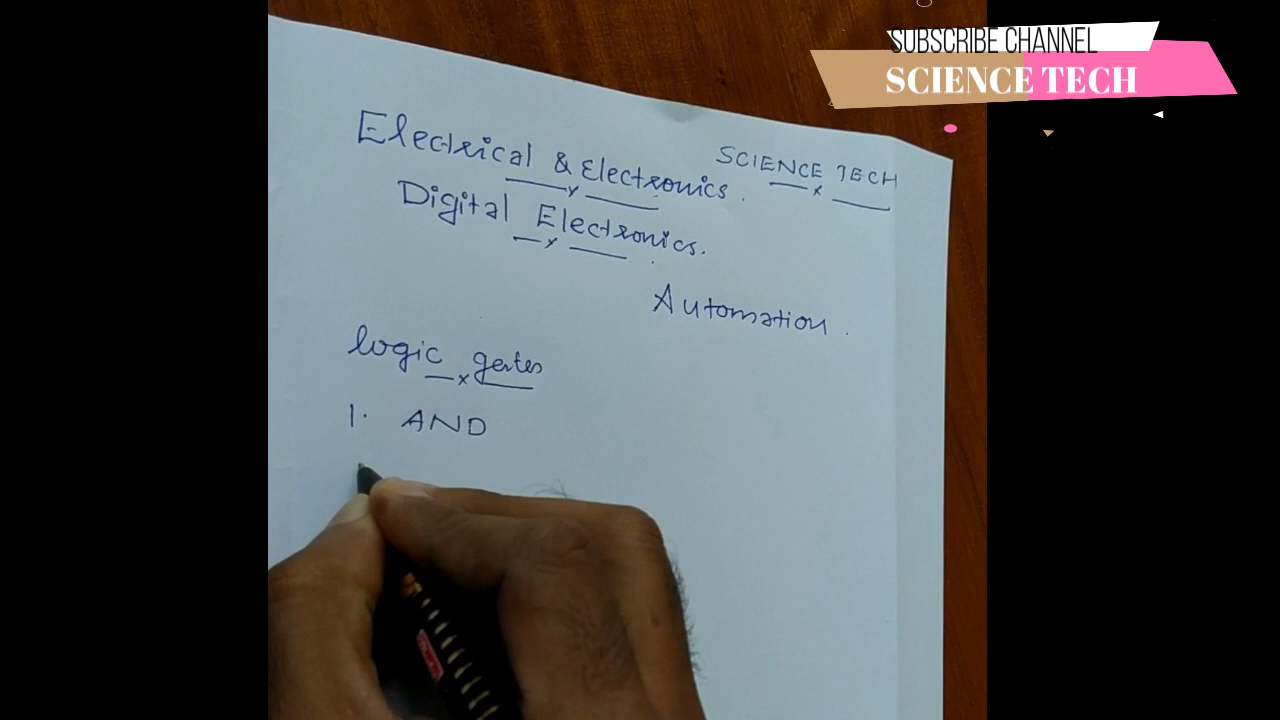 SUBSCRIBE CHANNEL
SCIENCE TECH
Electrical & Electronics.
SCIENCE TECH
Digital Electronics.
Automation.
logic gates
1. AND